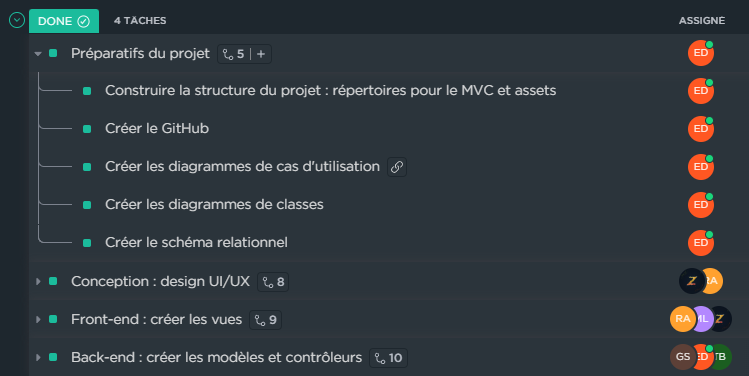 DONE 4 TÂCHES ASSIGNÉ
Préparatifs du projet 5 + ED
Construire la structure du projet : répertoires pour le MVC et assets ED
Créer le GitHub ED
Créer les diagrammes de cas d'utilisation ED
Créer les diagrammes de classes ED
Créer le schéma relationnel ED
Conception : design UI/UX 8 Z RA
Front-end : créer les vues 9 RA ML Z
Back-end : créer les modèles et contrôleurs 10 GS ED TB